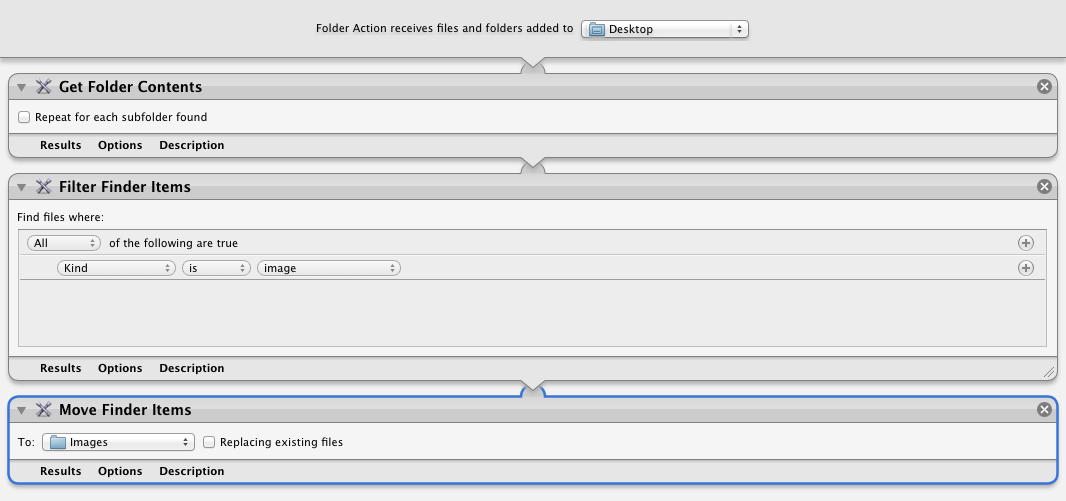 Folder Action receives files and folders added to Desktop
Get Folder Contents
Repeat for each subfolder found
Results Options Description
Filter Finder Items
Find files where:
All of the following are true
Kind is image
Results Options Description
Move Finder Items
To: Images Replacing existing files
Results Options Description